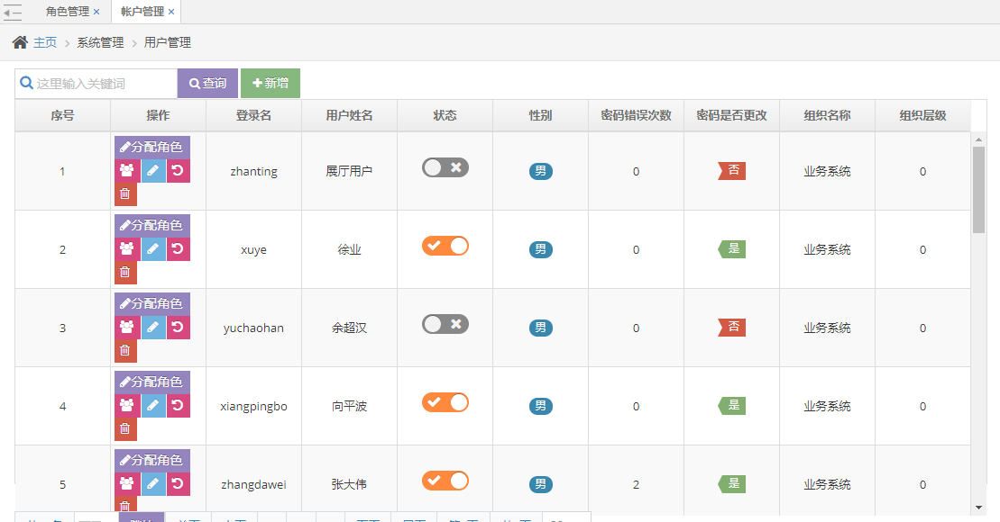 角色管理 × 帐户管理 ×
主页 > 系统管理 > 用户管理
这里输入关键词 查询 新增
序号 操作 登录名 用户姓名 状态 性别 密码错误次数 密码是否更改 组织名称 组织层级
1 分配角色 zhanting 展厅用户 男 0 否 业务系统 0
2 分配角色 xuye 徐业 男 0 是 业务系统 0
3 分配角色 yuchaohan 余超汉 男 0 否 业务系统 0
4 分配角色 xiangpingbo 向平波 男 0 是 业务系统 0
5 分配角色 zhangdawei 张大伟 男 2 是 业务系统 0